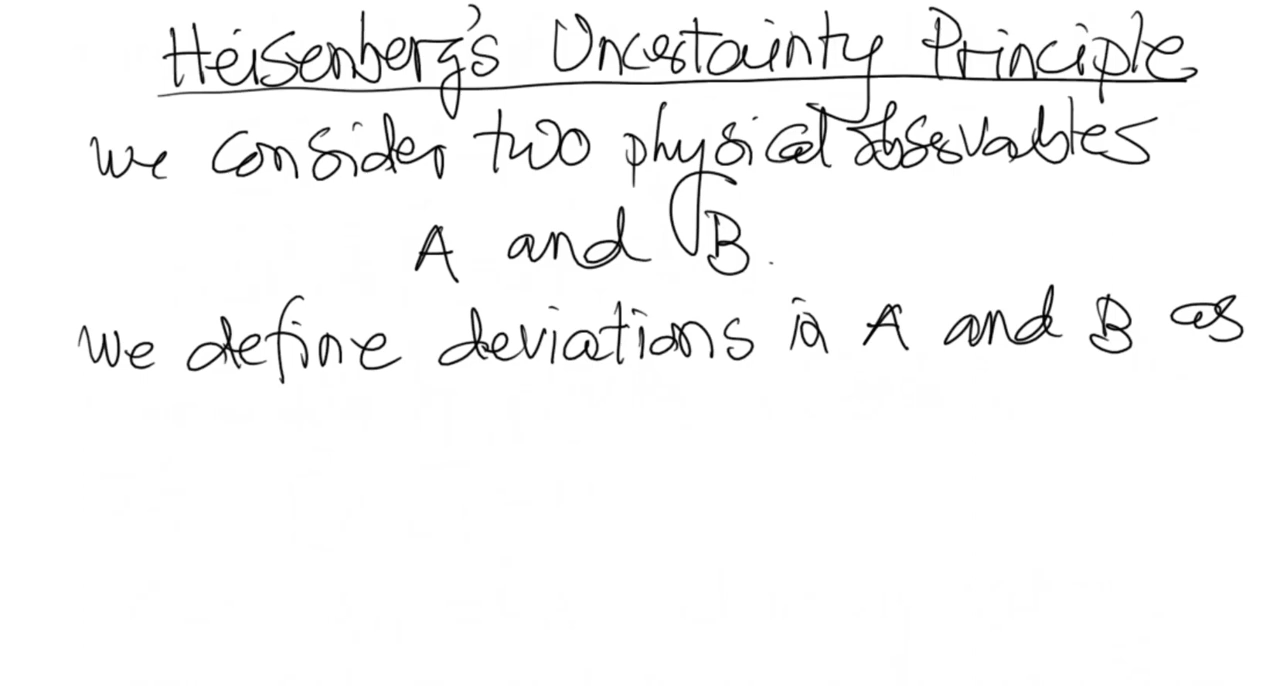 Heisenberg's Uncertainty Principle
we consider two physical observables
A and B.
we define deviations in A and B as